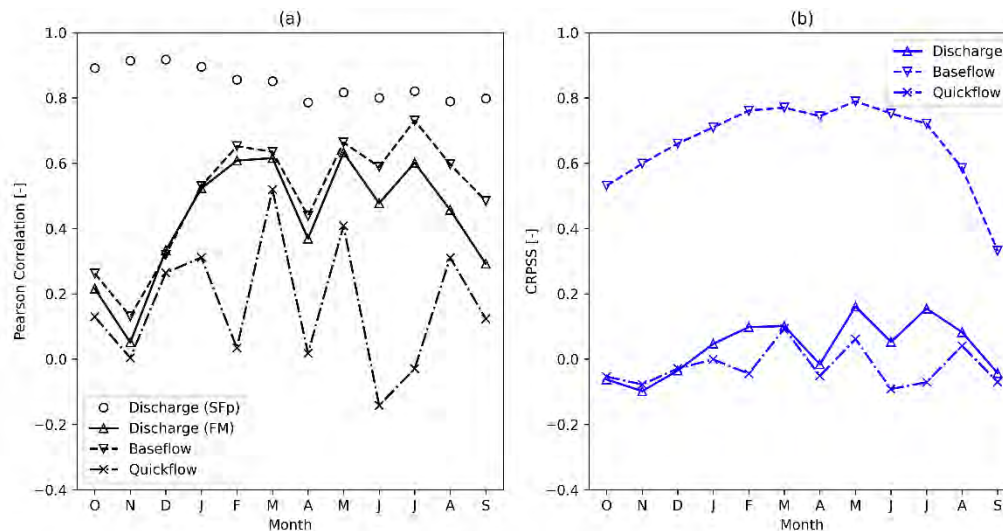 (a)
1.0
0.8
0.6
0.4
0.2
0.0
−0.2
−0.4
Pearson Correlation [-]
Discharge (SFp)
Discharge (FM)
Baseflow
Quickflow
O N D J F M A M J J A S
Month
(b)
1.0
0.8
0.6
0.4
0.2
0.0
−0.2
−0.4
CRPSS [-]
Discharge
Baseflow
Quickflow
O N D J F M A M J J A S
Month